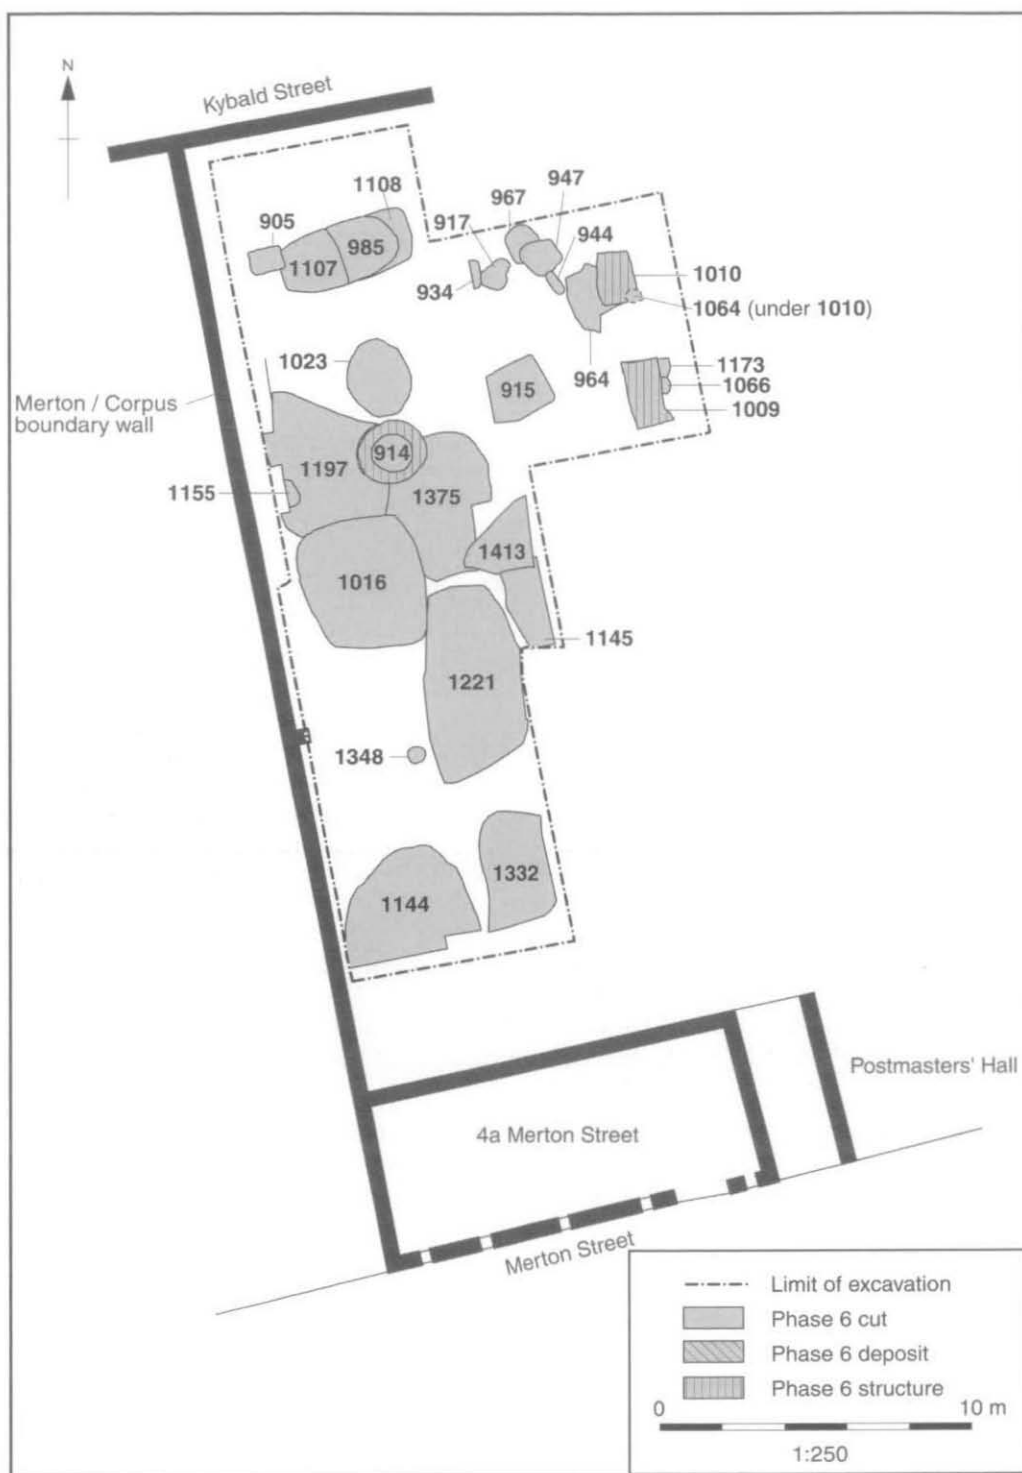 N
Kybald Street
1108
905
985
1107
967
947
917
944
934
1010
1064 (under 1010)
964
1023
915
1173
1066
1009
Merton / Corpus
boundary wall
914
1197
1375
1155
1413
1016
1145
1221
1348
1332
1144
Postmasters' Hall
4a Merton Street
Merton Street
Limit of excavation
Phase 6 cut
Phase 6 deposit
Phase 6 structure
0 10 m
1:250